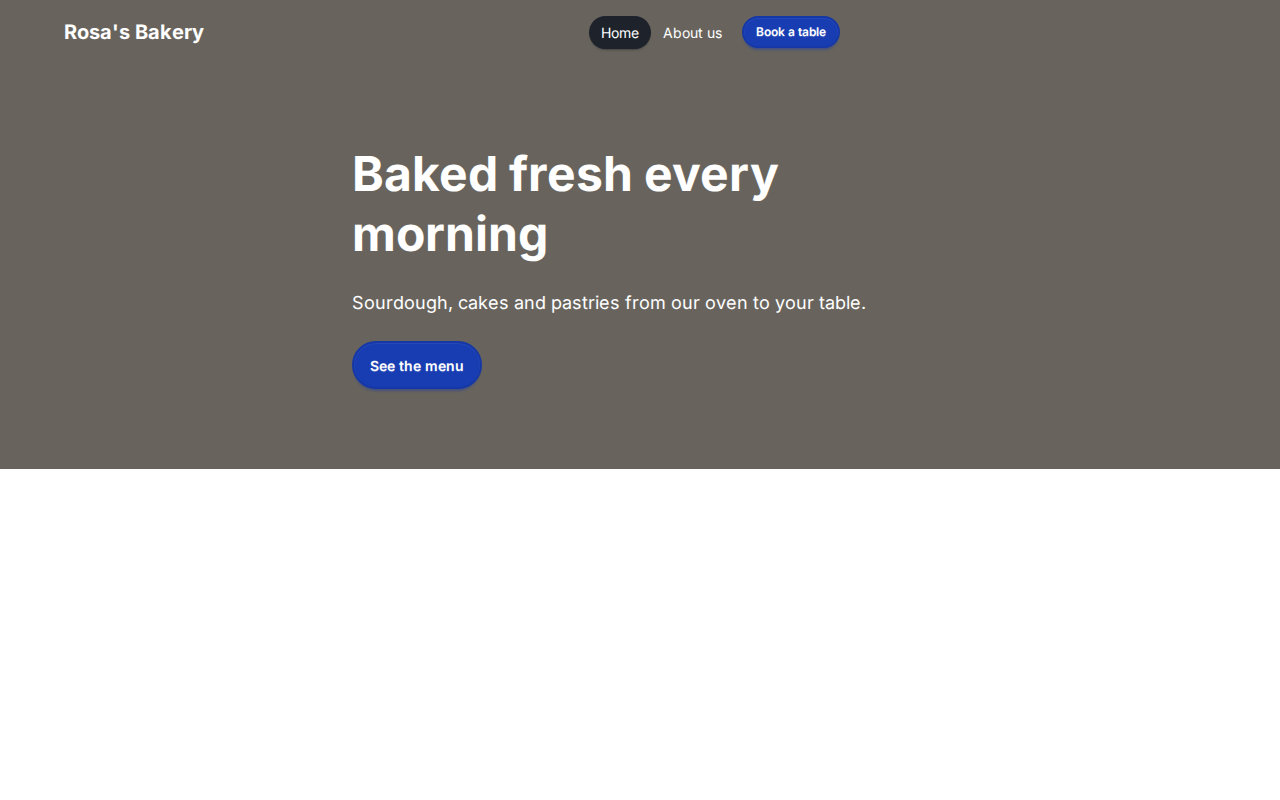 Rosa's Bakery
Home
About us
Book a table
Baked fresh every
morning
Sourdough, cakes and pastries from our oven to your table.
See the menu